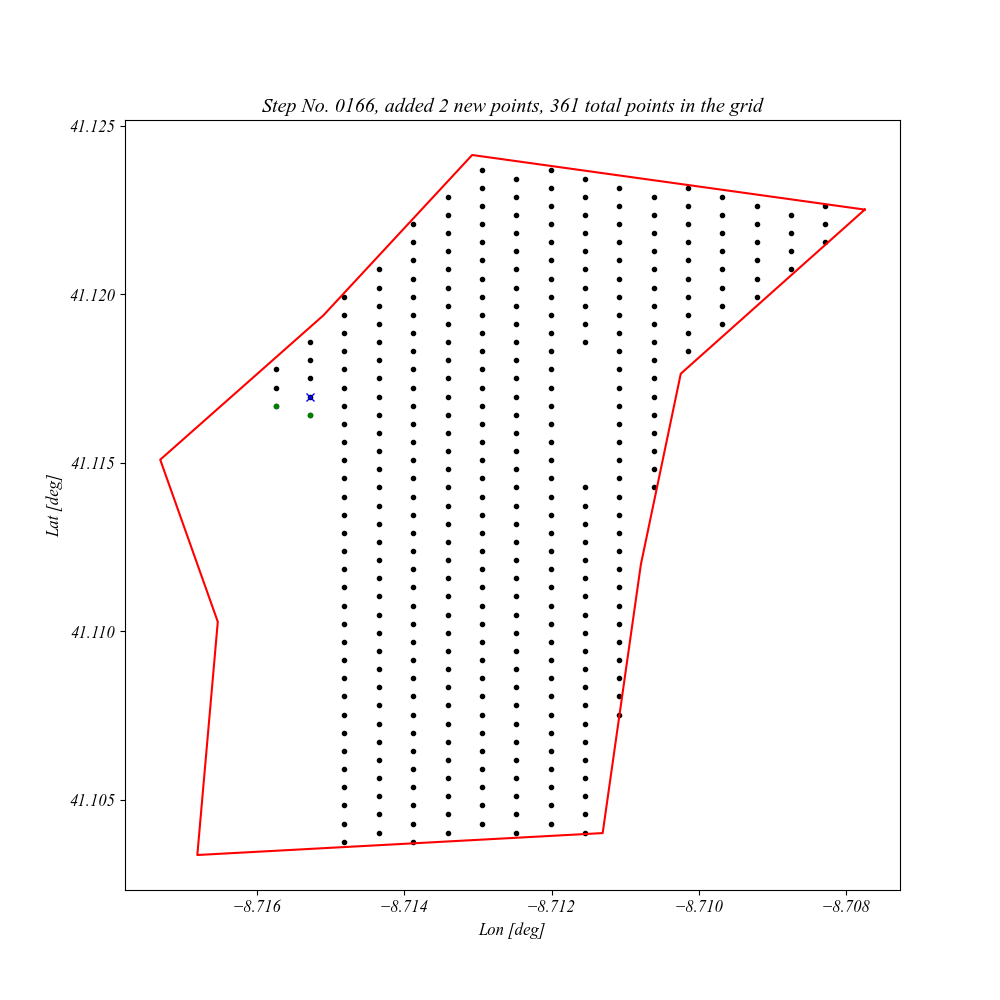 Step No. 0166, added 2 new points, 361 total points in the grid
41.125
41.120
41.115
41.110
41.105
Lat [deg]
−8.716 −8.714 −8.712 −8.710 −8.708
Lon [deg]